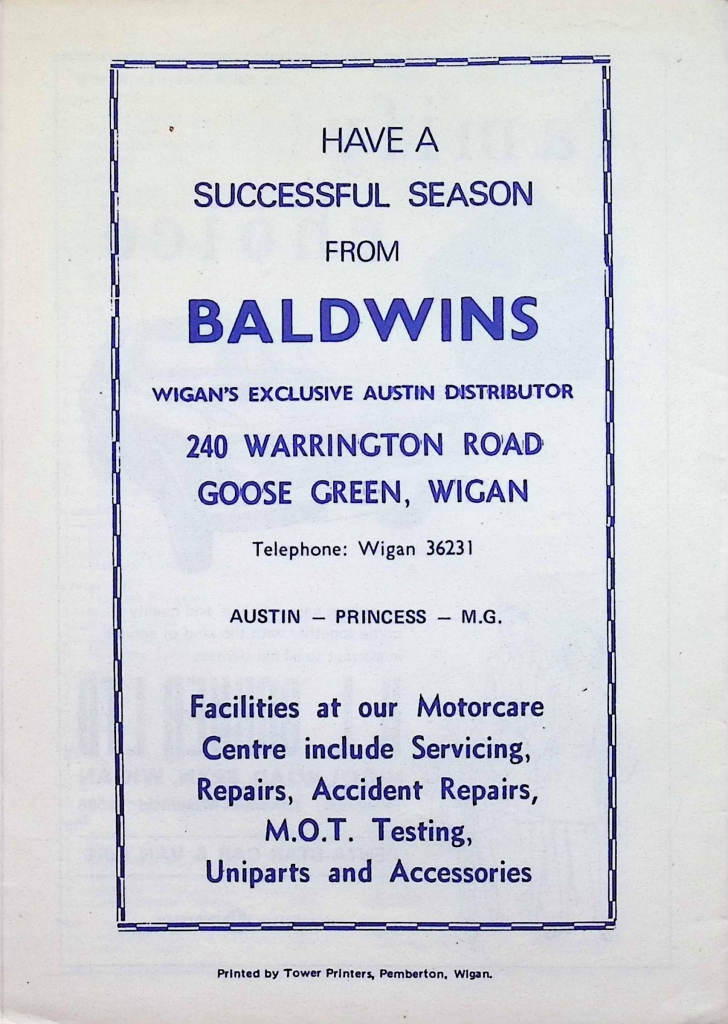 HAVE A
SUCCESSFUL SEASON
FROM
BALDWINS
WIGAN'S EXCLUSIVE AUSTIN DISTRIBUTOR
240 WARRINGTON ROAD
GOOSE GREEN, WIGAN
Telephone: Wigan 36231
AUSTIN – PRINCESS – M.G.
Facilities at our Motorcare
Centre include Servicing,
Repairs, Accident Repairs,
M.O.T. Testing,
Uniparts and Accessories
Printed by Tower Printers, Pemberton, Wigan.